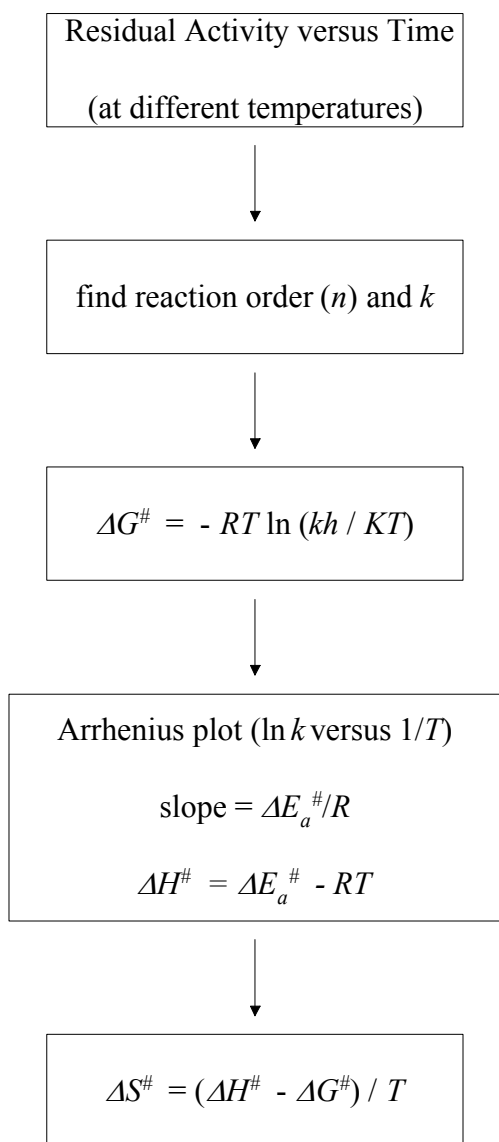 Residual Activity versus Time
(at different temperatures)
find reaction order (n) and k
ΔG# = - RT ln (kh / KT)
Arrhenius plot (ln k versus 1/T)
slope = ΔEa#/R
ΔH# = ΔEa# - RT
ΔS# = (ΔH# - ΔG#) / T